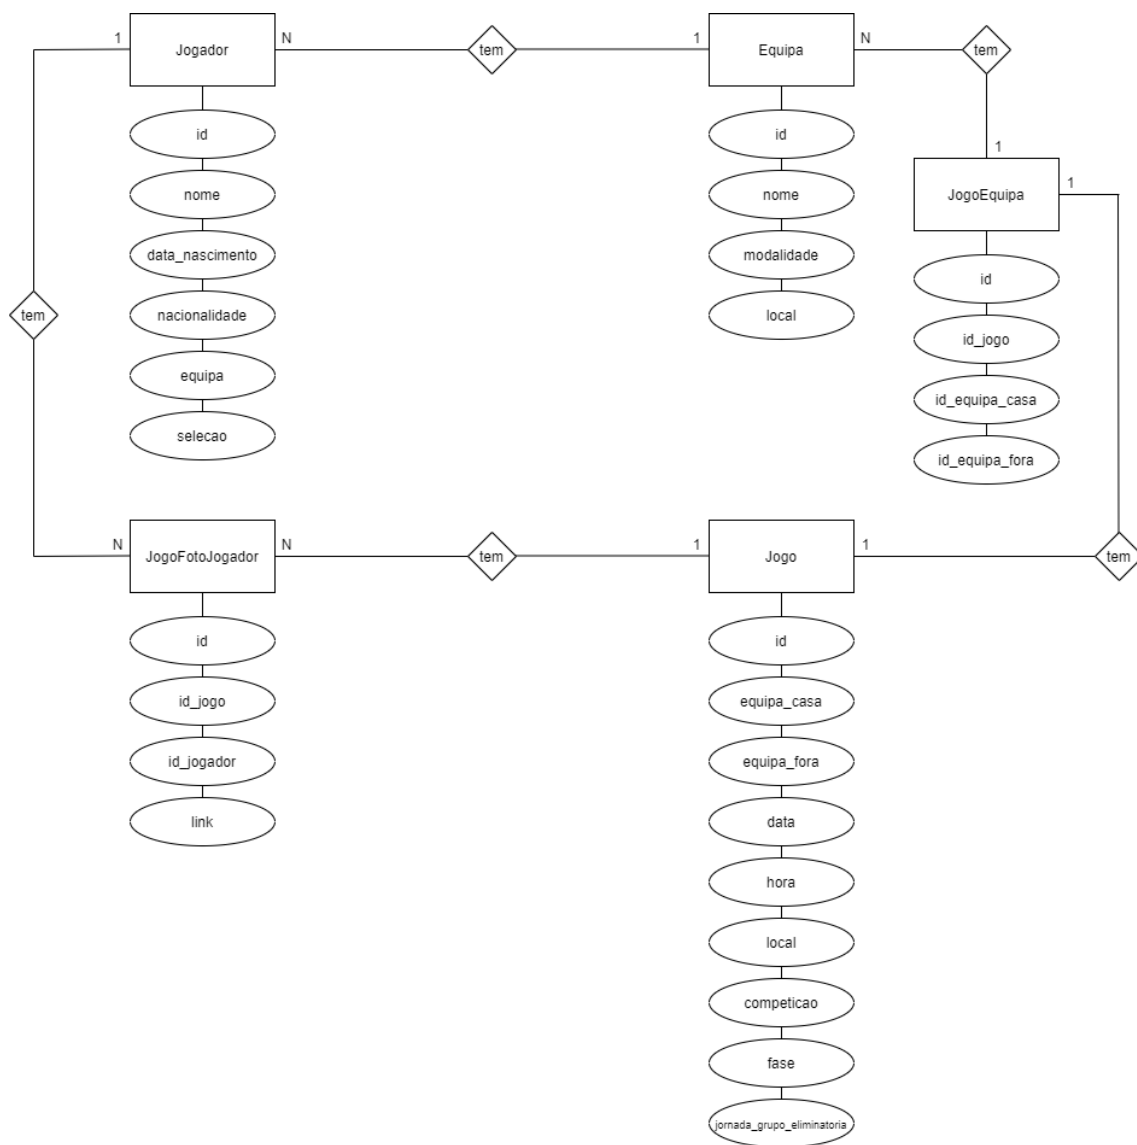 1
Jogador
N
tem
1
Equipa
N
tem
id
nome
data_nascimento
nacionalidade
equipa
selecao
id
nome
modalidade
local
1
JogoEquipa
1
id
id_jogo
id_equipa_casa
id_equipa_fora
tem
N
JogoFotoJogador
N
tem
1
Jogo
1
tem
id
id_jogo
id_jogador
link
id
equipa_casa
equipa_fora
data
hora
local
competicao
fase
jornada_grupo_eliminatoria